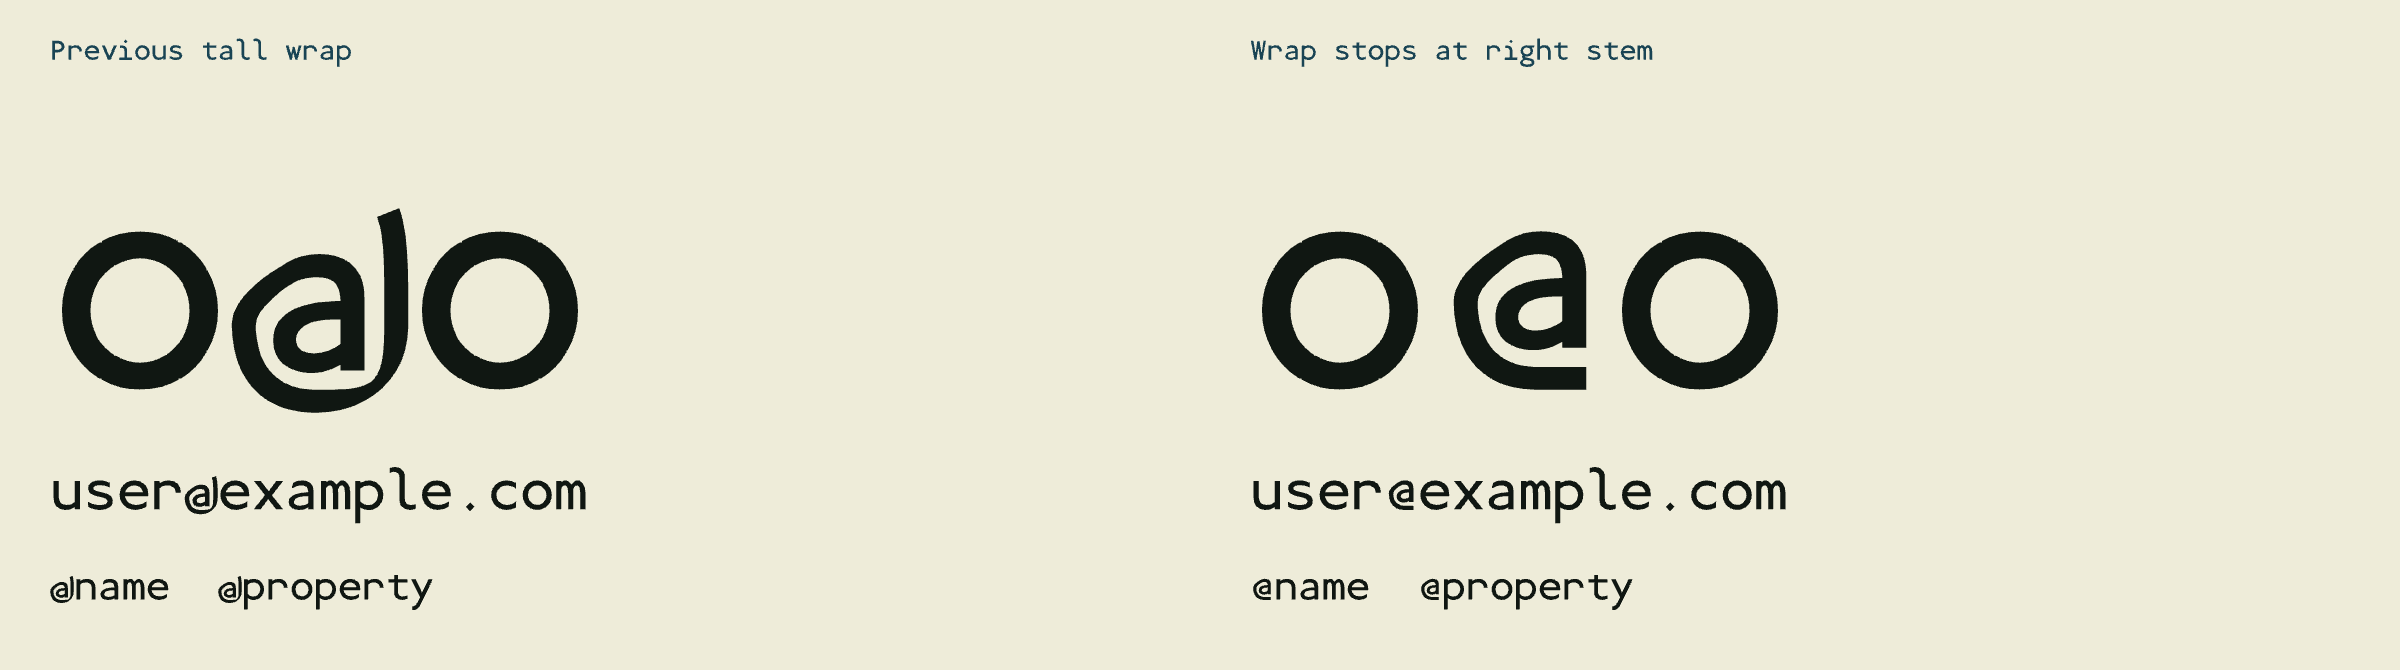 Previous tall wrap
o@o
user@example.com
@name @property
Wrap stops at right stem
o@o
user@example.com
@name @property